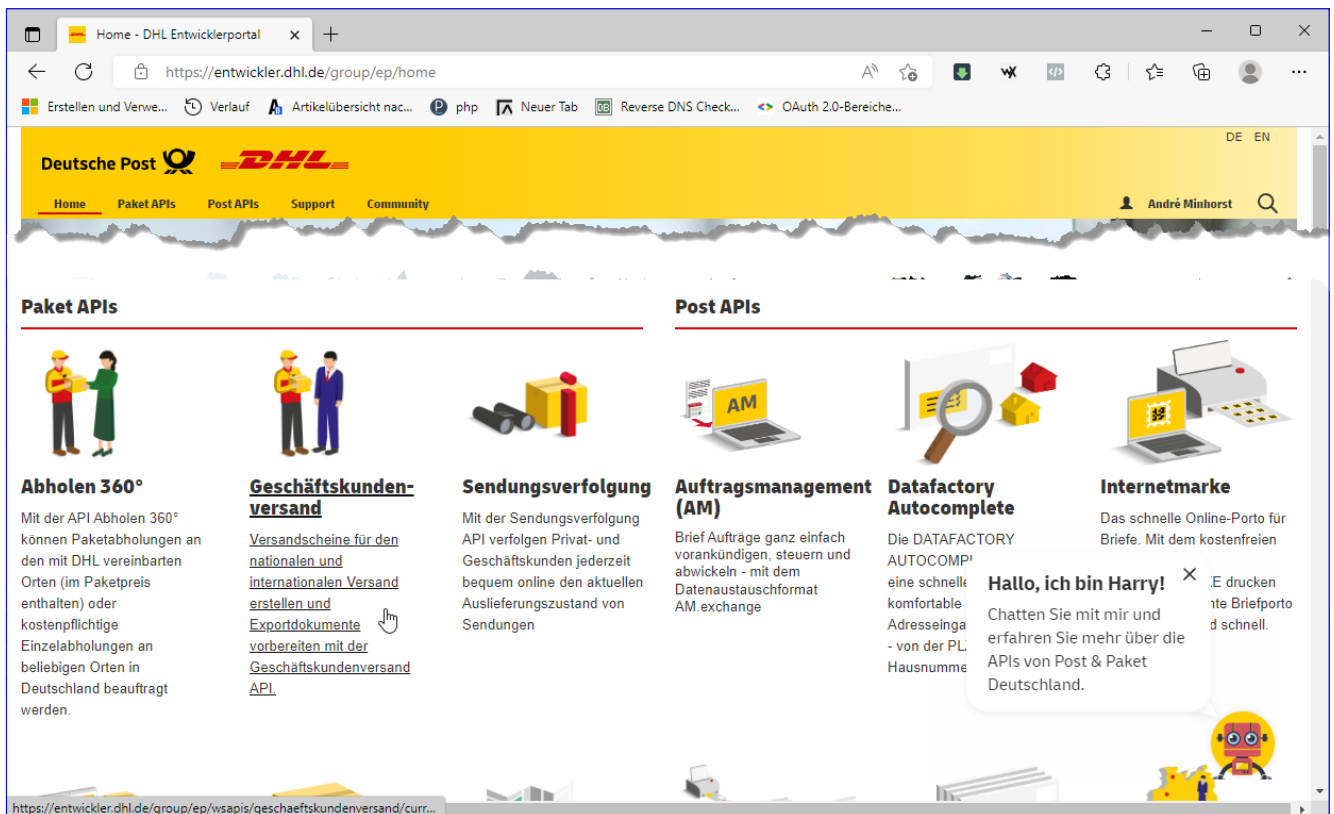 Home - DHL Entwicklerportal
https://entwickler.dhl.de/group/ep/home
Erstellen und Verwe...
Verlauf
Artikelübersicht nac...
php
Neuer Tab
Reverse DNS Check...
OAuth 2.0-Bereiche...
DE EN
Deutsche Post
DHL
Home
Paket APIs
Post APIs
Support
Community
André Minhorst
Paket APIs
Abholen 360°
Mit der API Abholen 360°
können Paketabholungen an
den mit DHL vereinbarten
Orten (im Paketpreis
enthalten) oder
kostenpflichtige
Einzelabholungen an
beliebigen Orten in
Deutschland beauftragt
werden.
Geschäftskunden-
versand
Versandscheine für den
nationalen und
internationalen Versand
erstellen und
Exportdokumente
vorbereiten mit der
Geschäftskundenversand
API.
Sendungsverfolgung
Mit der Sendungsverfolgung
API verfolgen Privat- und
Geschäftskunden jederzeit
bequem online den aktuellen
Auslieferungszustand von
Sendungen
Post APIs
AM
Auftragsmanagement
(AM)
Brief Aufträge ganz einfach
vorankündigen, steuern und
abwickeln - mit dem
Datenaustauschformat
AM.exchange
Datafactory
Autocomplete
Die DATAFACTORY
eine schnelle
komfortable
- von der
Internetmarke
Das schnelle Online-Porto für
Briefe. Mit dem kostenfreien
drucken
Briefporto
schnell.
Hallo, ich bin Harry!
Chatten Sie mit mir und
erfahren Sie mehr über die
APIs von Post & Paket
Deutschland.
https://entwickler.dhl.de/group/ep/wsapis/geschaeftskundenversand/curr...